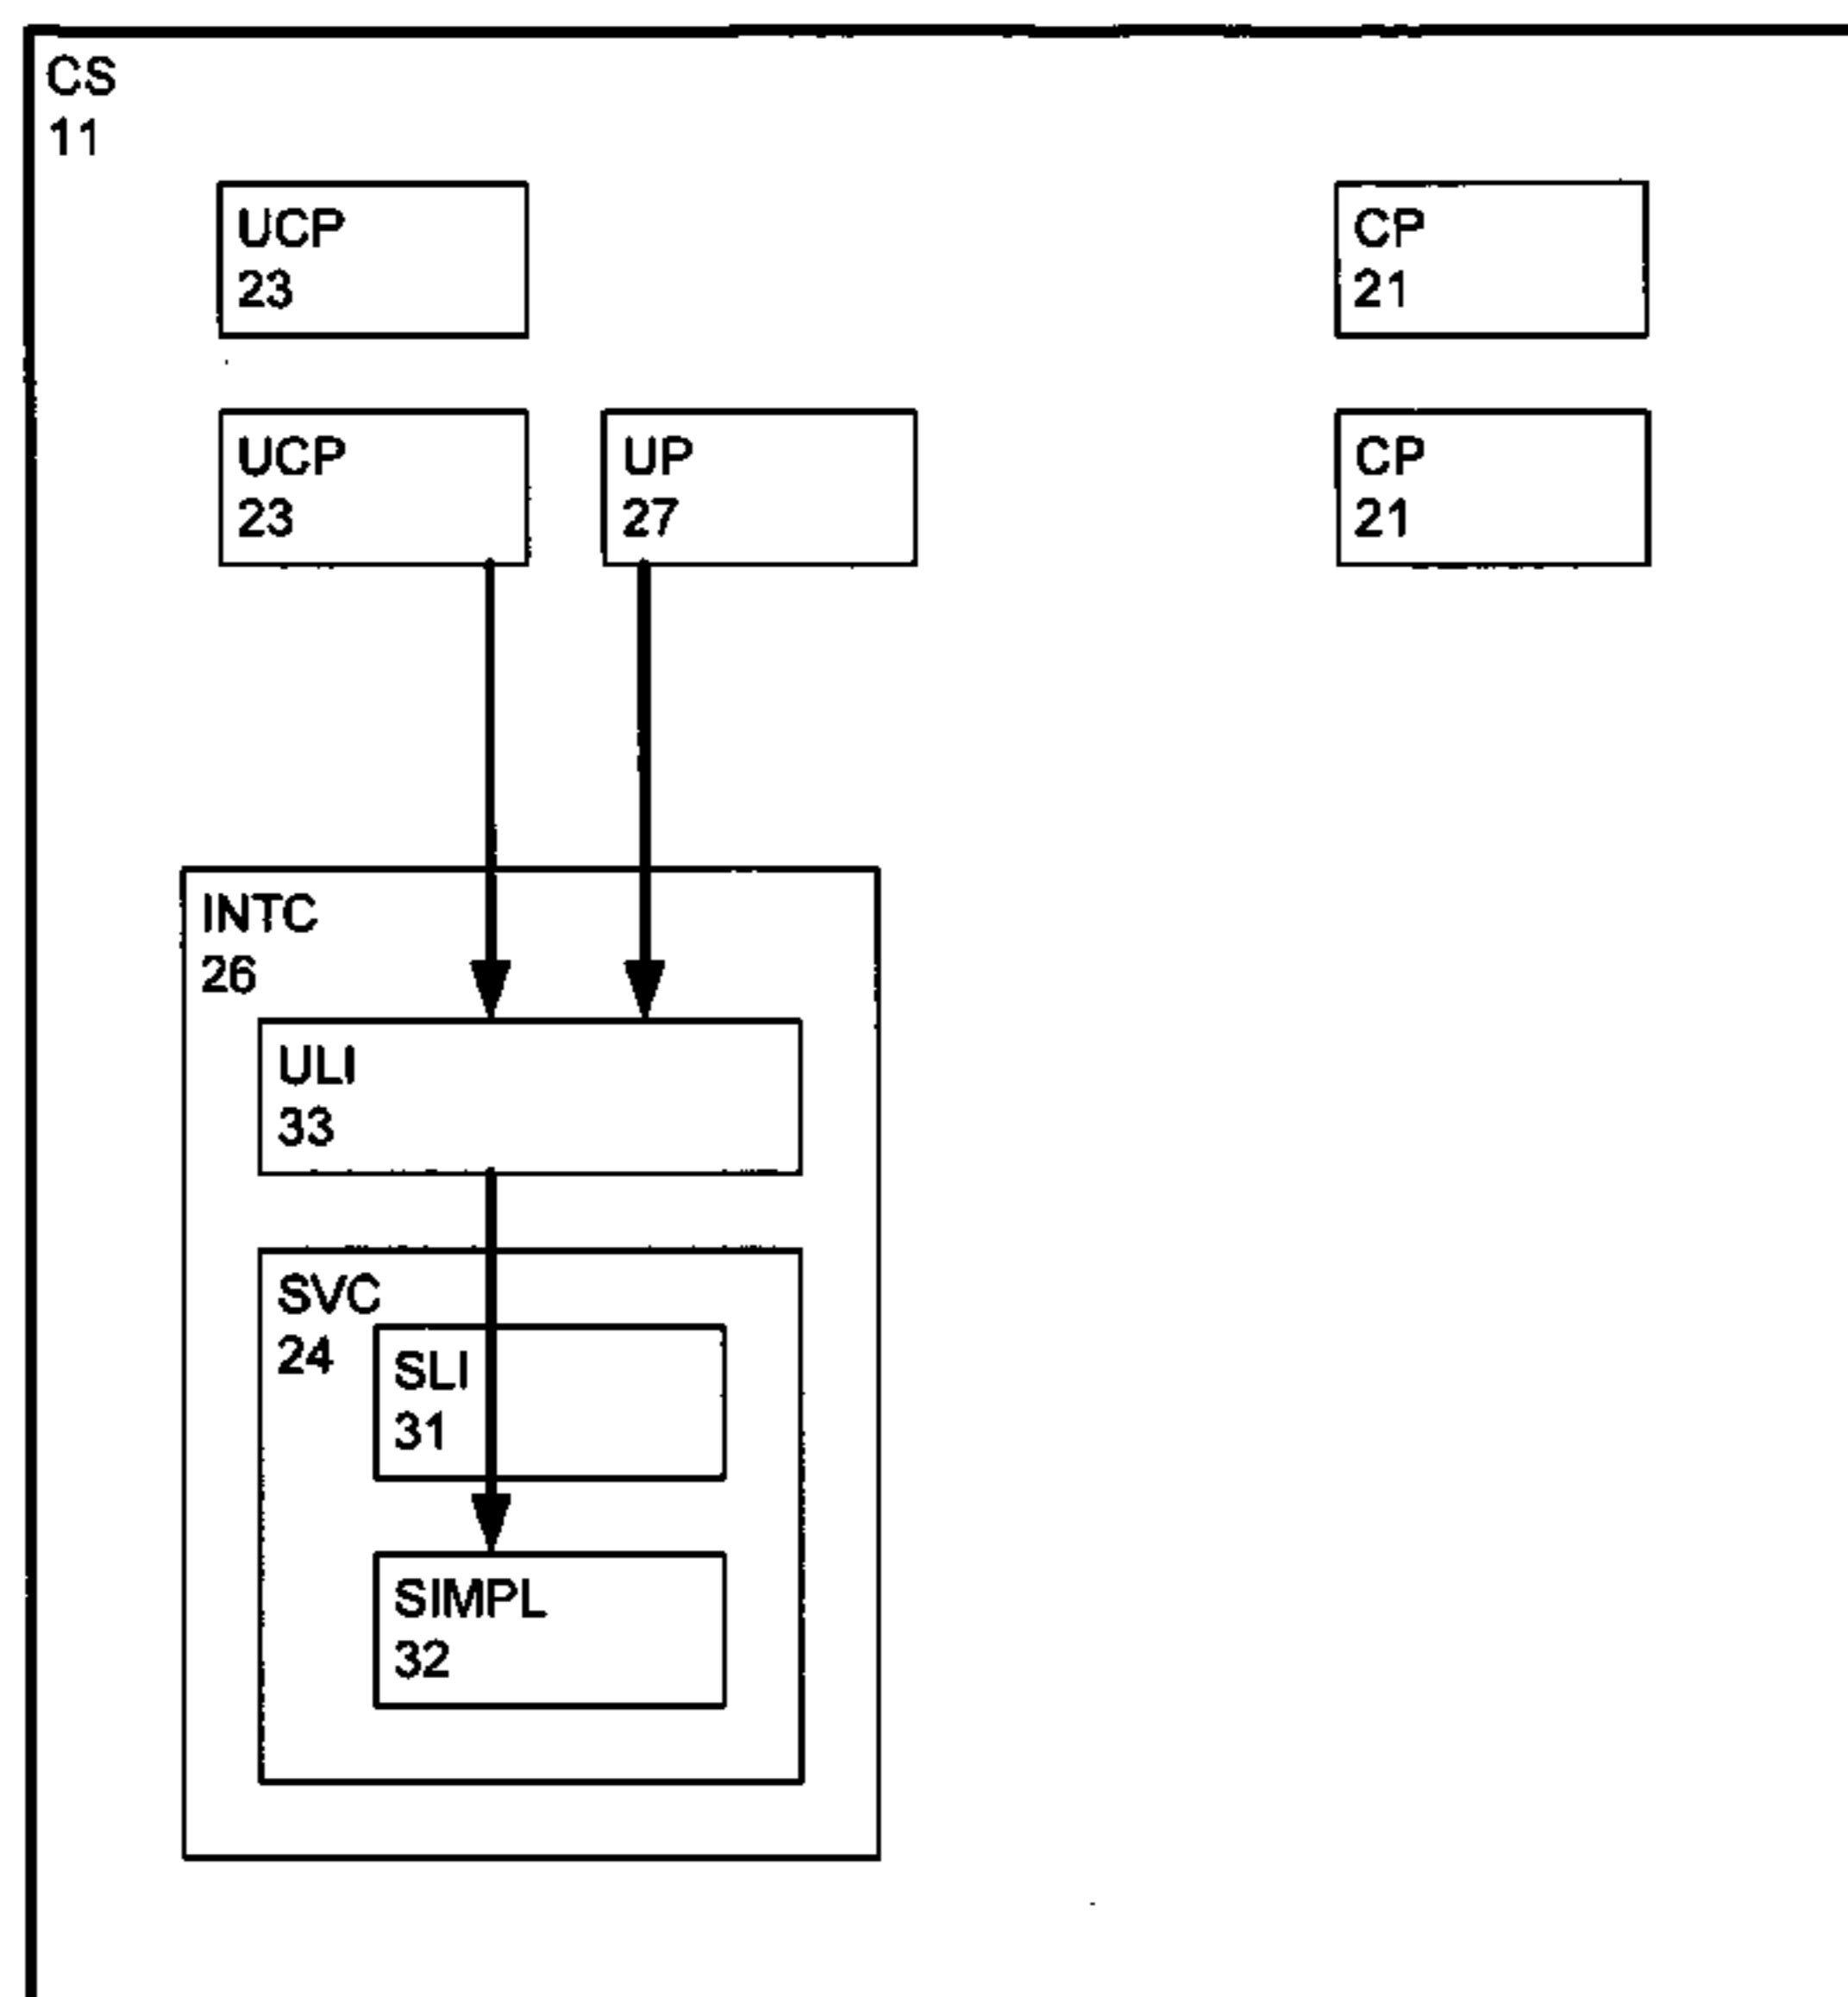 CS
11
UCP
23
CP
21
UCP
23
UP
27
CP
21
INTC
26
ULI
33
SVC
24
SLI
31
SIMPL
32